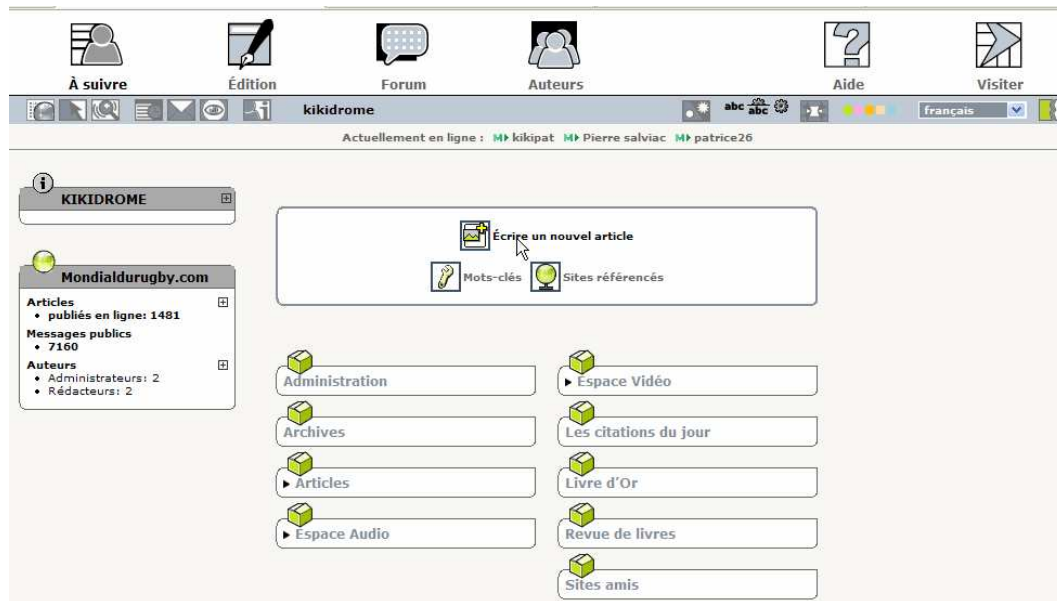 À suivre Édition Forum Auteurs Aide Visiter
kikidrome abc abc français
Actuellement en ligne : kikipat Pierre salviac patrice26
KIKIDROME
Écrire un nouvel article
Mots-clés Sites référencés
Mondialdurugby.com
Articles
• publiés en ligne: 1481
Messages publics
• 7160
Auteurs
• Administrateurs: 2
• Rédacteurs: 2
Administration
Espace Vidéo
Archives
Les citations du jour
Articles
Livre d'Or
Espace Audio
Revue de livres
Sites amis